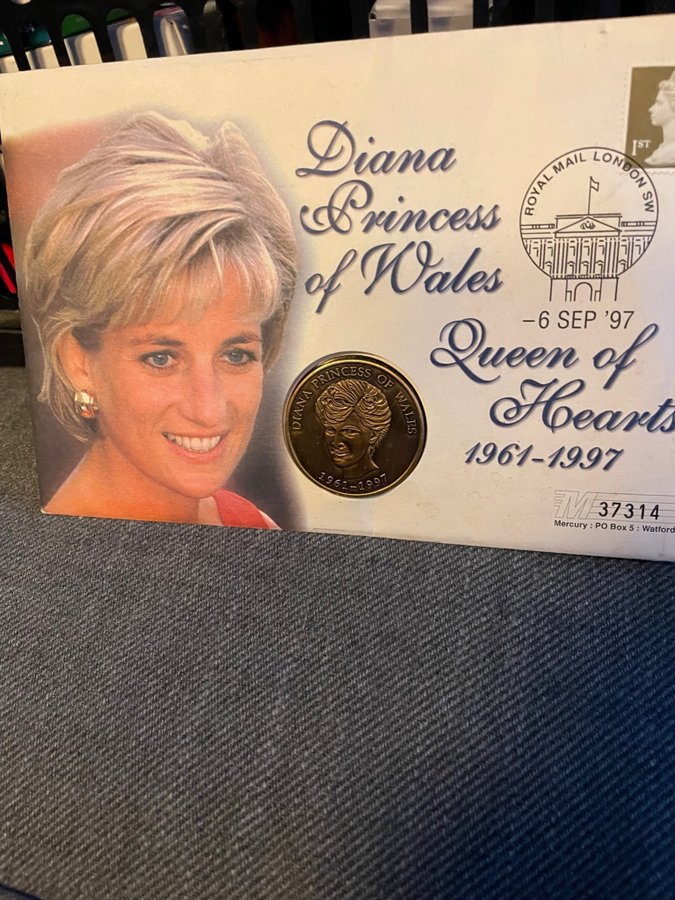 Diana
Princess
of Wales
Queen of
Hearts
1961-1997
1ST
ROYAL MAIL LONDON SW
-6 SEP '97
DIANA PRINCESS OF WALES
1961-1997
M 37314
Mercury : PO Box 5 : Watford